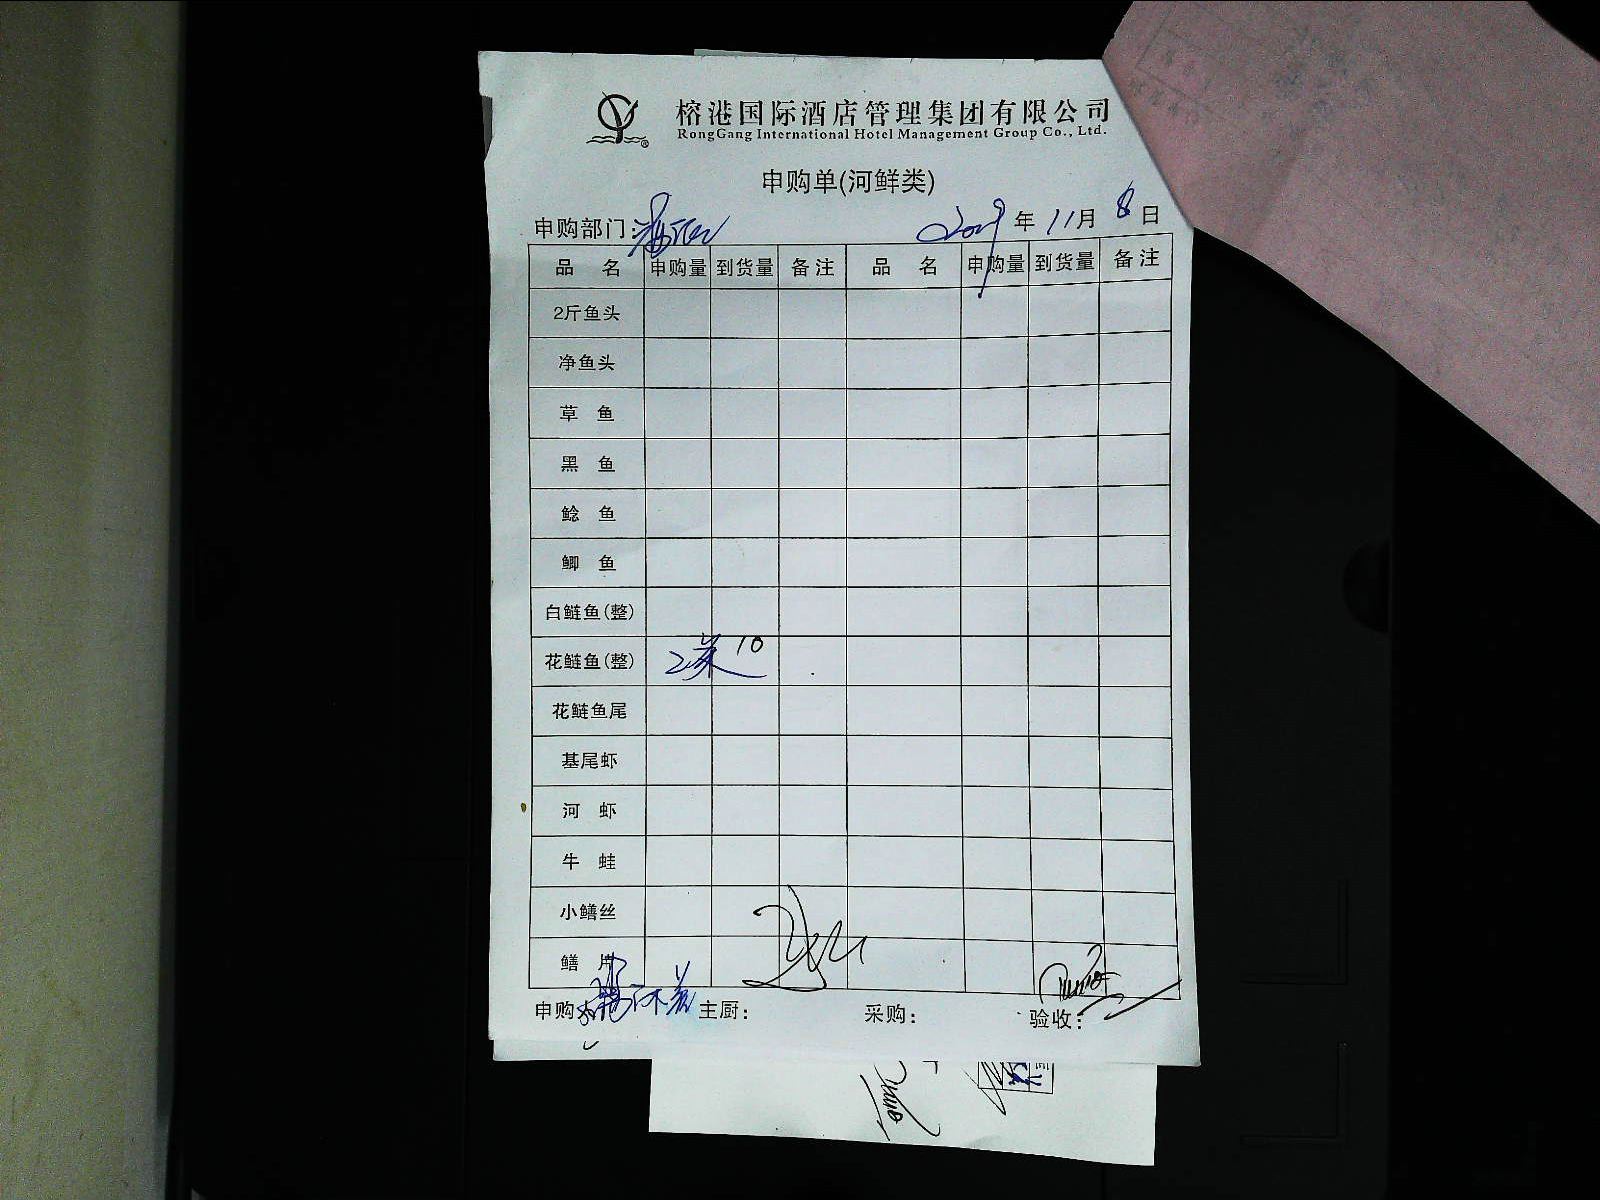 榕港国际酒店管理集团有限公司
RongGang International Hotel Management Group Co., Ltd.
申购单(河鲜类)
申购部门: 年 11月 8日
品 名 申购量 到货量 备注 品 名 申购量 到货量 备注
2斤鱼头
净鱼头
草 鱼
黑 鱼
鲶 鱼
鲫 鱼
白鲢鱼(整)
花鲢鱼(整) 2条 10
花鲢鱼尾
基尾虾
河 虾
牛 蛙
小鳝丝
鳝 片
申购 主厨: 采购: 验收: